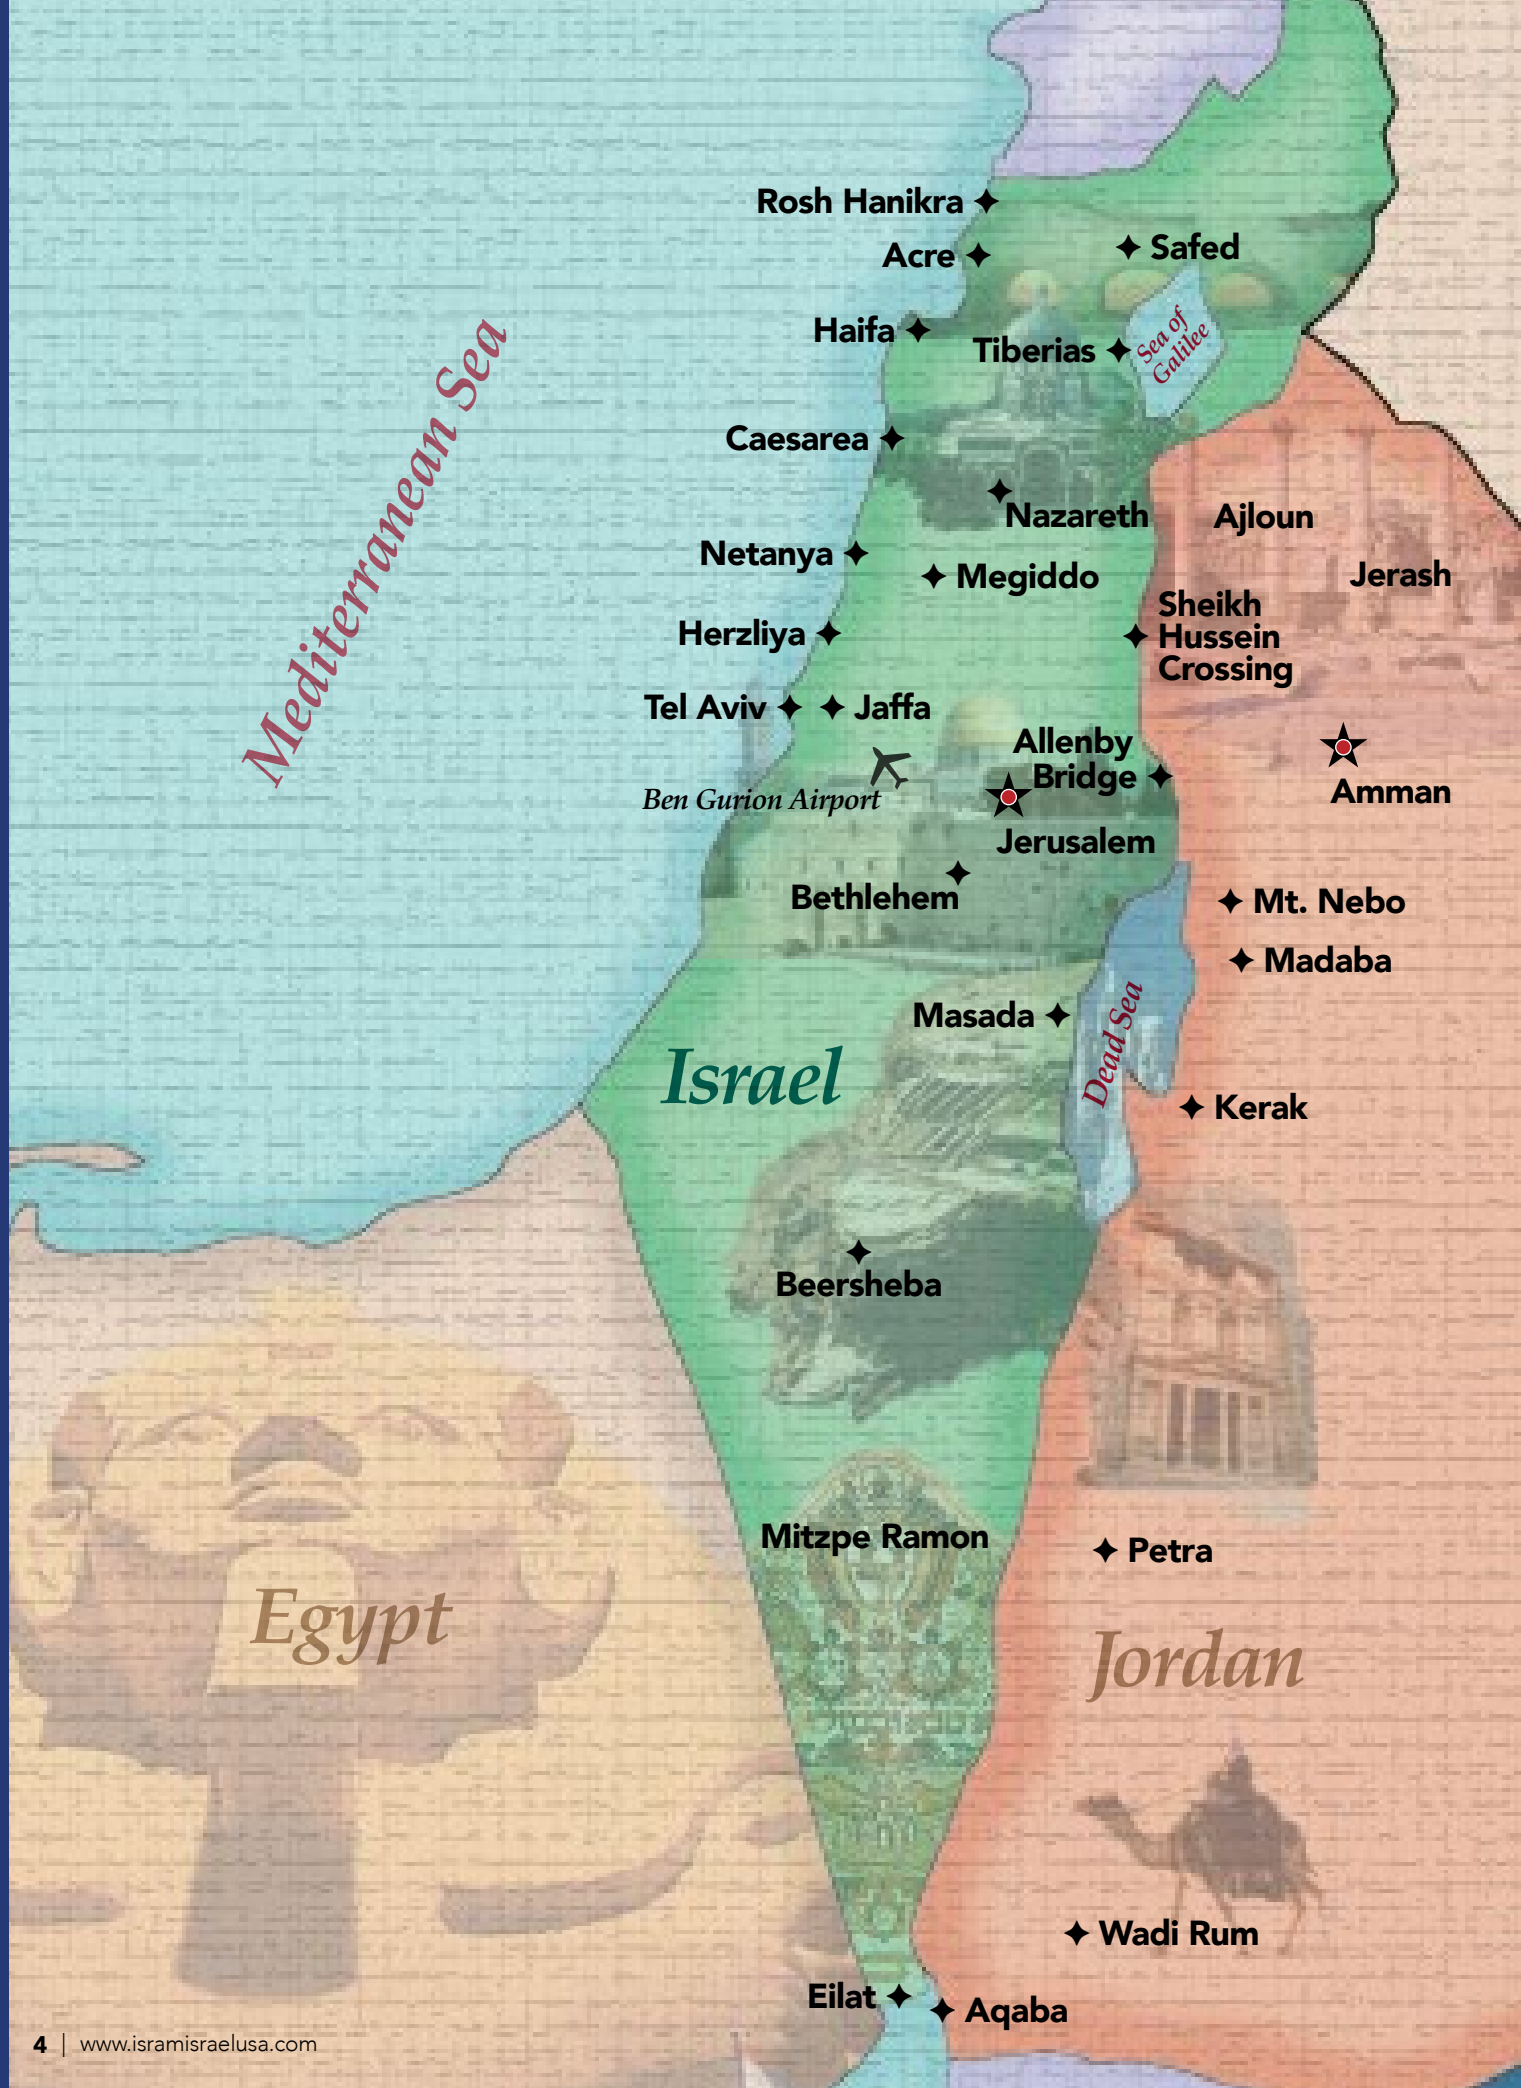 Rosh Hanikra
Acre
Safed
Haifa
Tiberias
Sea of
Galilee
Mediterranean Sea
Caesarea
Nazareth
Ajloun
Netanya
Megiddo
Jerash
Sheikh
Hussein
Crossing
Herzliya
Tel Aviv
Jaffa
Allenby
Bridge
Amman
Ben Gurion Airport
Jerusalem
Bethlehem
Mt. Nebo
Madaba
Masada
Dead Sea
Israel
Kerak
Beersheba
Mitzpe Ramon
Petra
Egypt
Jordan
Wadi Rum
Eilat
Aqaba
4 | www.isramisraelusa.com